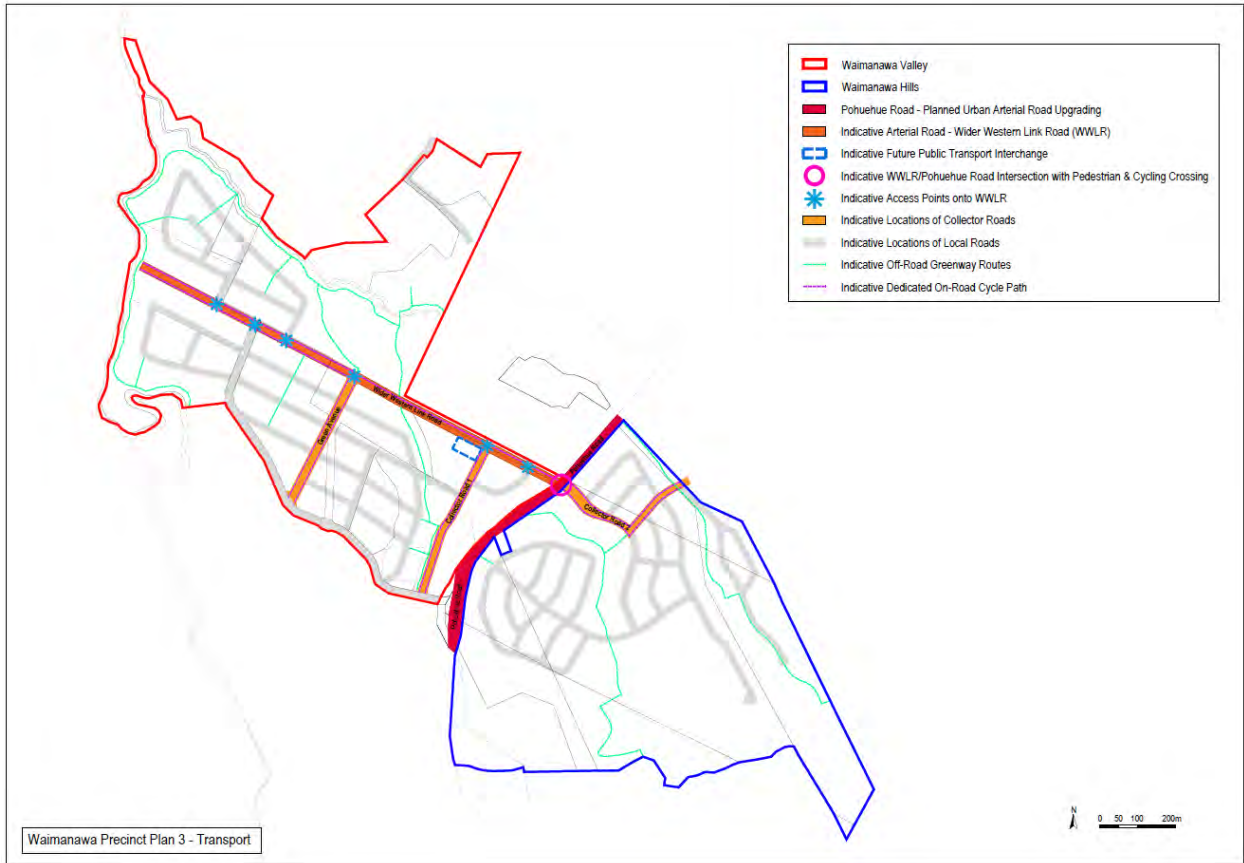 Waimanawa Valley
Waimanawa Hills
Pohuehue Road - Planned Urban Arterial Road Upgrading
Indicative Arterial Road - Wider Western Link Road (WWLR)
Indicative Future Public Transport Interchange
Indicative WWLR/Pohuehue Road Intersection with Pedestrian & Cycling Crossing
Indicative Access Points onto WWLR
Indicative Locations of Collector Roads
Indicative Locations of Local Roads
Indicative Off-Road Greenway Routes
Indicative Dedicated On-Road Cycle Path
Wider Western Link Road
Green Avenue
Collector Road 1
Collector Road 2
N
0 50 100 200m
Waimanawa Precinct Plan 3 - Transport